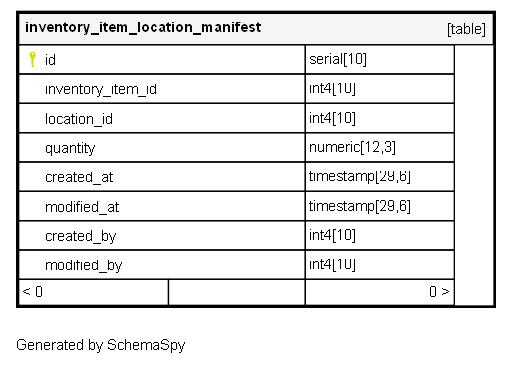 inventory_item_location_manifest [table]
id serial[10]
inventory_item_id int4[10]
location_id int4[10]
quantity numeric[12,3]
created_at timestamp[29,6]
modified_at timestamp[29,6]
created_by int4[10]
modified_by int4[10]
< 0 0 >
Generated by SchemaSpy